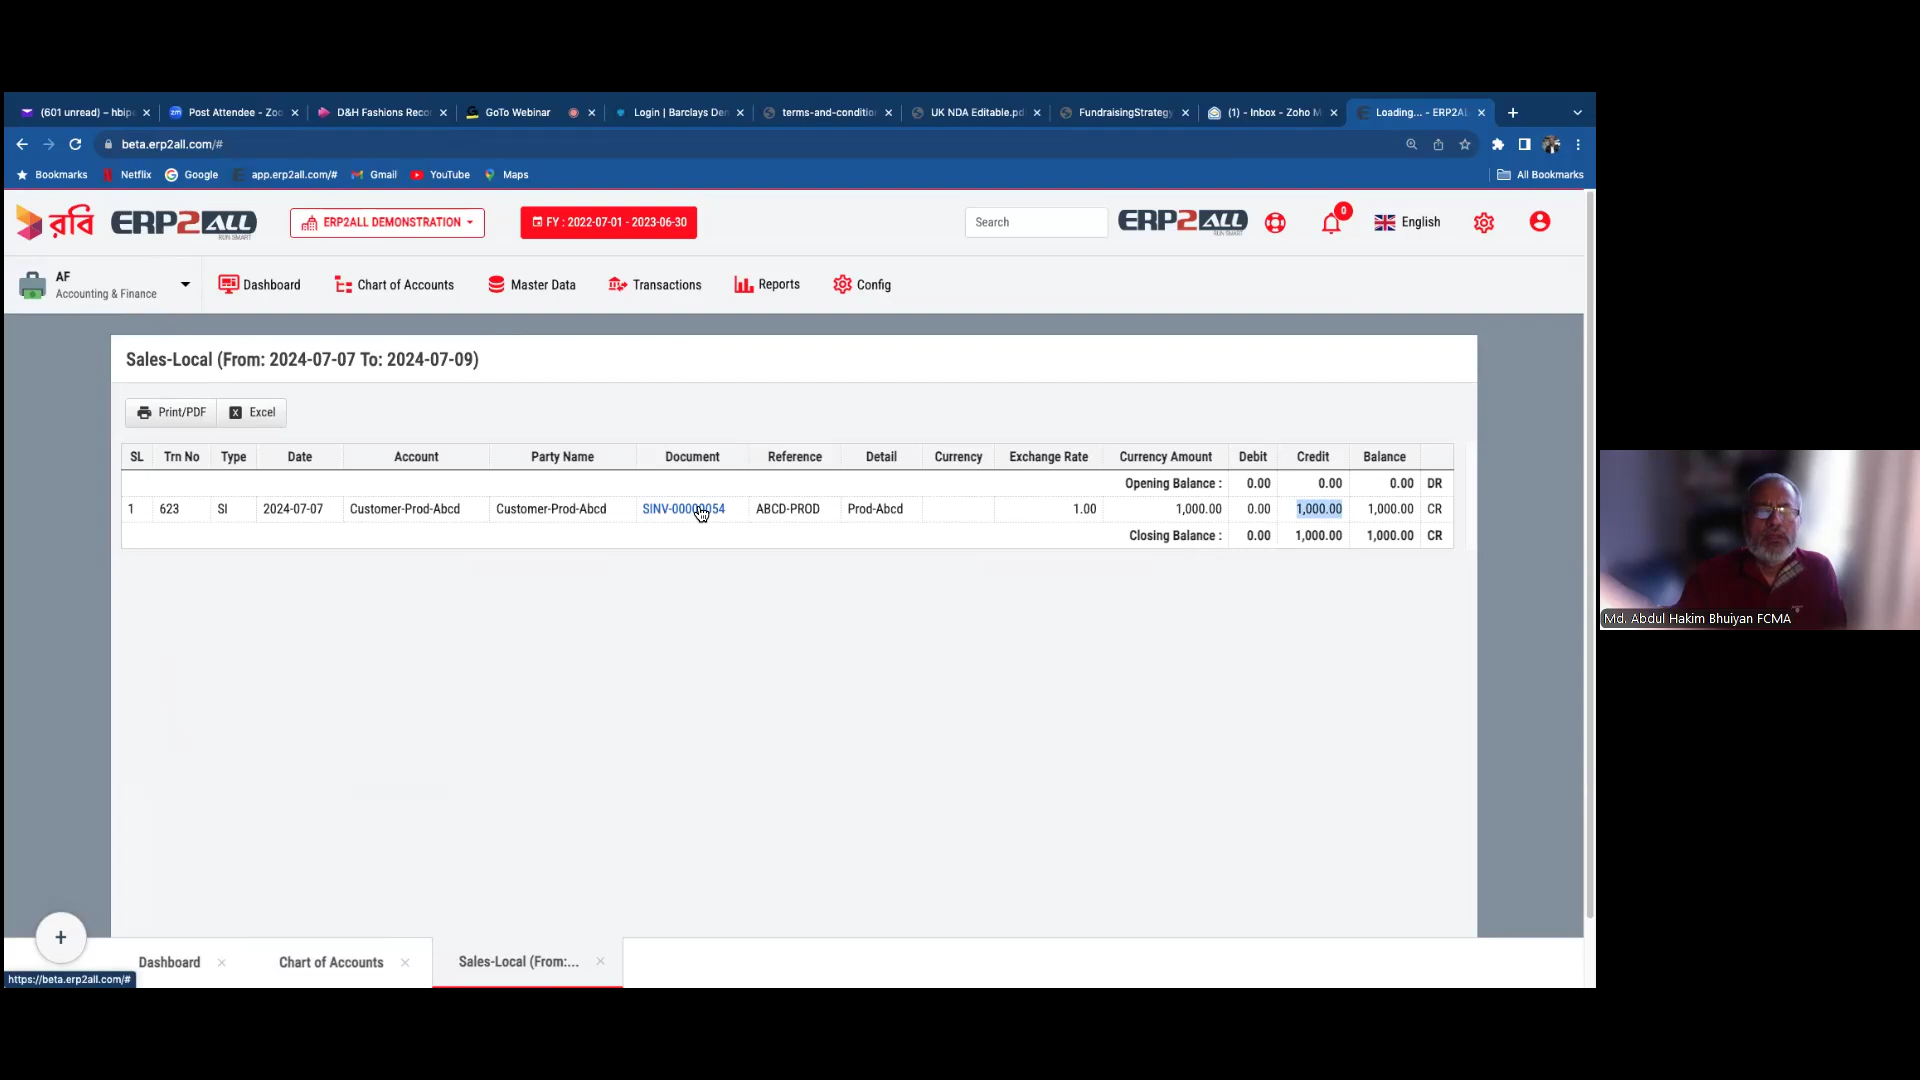 (601 unread) – hbip
Post Attendee - Zoo
D&H Fashions Reco
GoTo Webinar
Login | Barclays Den
terms-and-conditio
UK NDA Editable.pd
FundraisingStrategy
(1) - Inbox - Zoho M
Loading... - ERP2AL
beta.erp2all.com/#
Bookmarks
Netflix
Google
app.erp2all.com/#
Gmail
YouTube
Maps
All Bookmarks
রবি
ERP2ALL
RUN SMART
ERP2ALL DEMONSTRATION
FY : 2022-07-01 - 2023-06-30
Search
ERP2ALL
RUN SMART
0
English
AF
Accounting & Finance
Dashboard
Chart of Accounts
Master Data
Transactions
Reports
Config
Sales-Local (From: 2024-07-07 To: 2024-07-09)
Print/PDF
Excel
SL Trn No Type Date Account Party Name Document Reference Detail Currency Exchange Rate Currency Amount Debit Credit Balance
Opening Balance : 0.00 0.00 0.00 DR
1 623 SI 2024-07-07 Customer-Prod-Abcd Customer-Prod-Abcd SINV-00000054 ABCD-PROD Prod-Abcd 1.00 1,000.00 0.00 1,000.00 1,000.00 CR
Closing Balance : 0.00 1,000.00 1,000.00 CR
Md. Abdul Hakim Bhuiyan FCMA
+
Dashboard
Chart of Accounts
Sales-Local (From:...
https://beta.erp2all.com/#